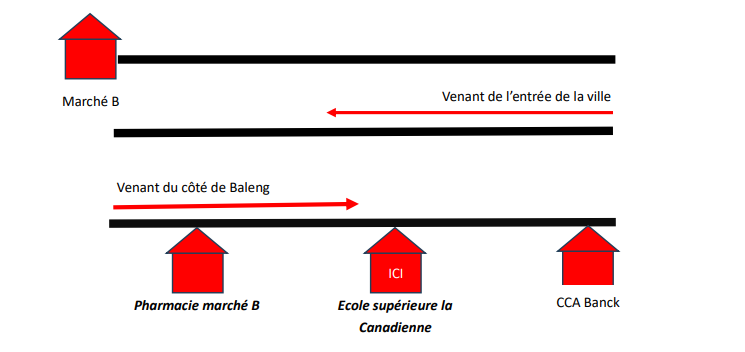 Marché B
Venant de l'entrée de la ville
Venant du côté de Baleng
ICI
Pharmacie marché B
Ecole supérieure la
Canadienne
CCA Banck